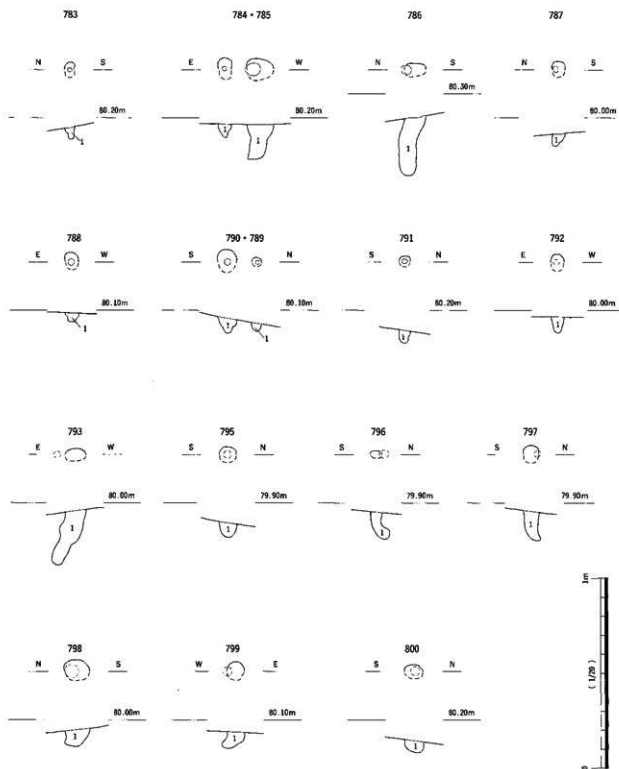 783
N S
80.20m
1
784・785
E W
80.20m
1 1
786
N S
80.30m
1
787
N S
80.00m
1
788
E W
80.10m
1
790・789
S N
80.10m
1 1
791
S N
80.20m
1
792
E W
80.00m
1
793
E W
80.00m
1
795
S N
79.90m
1
796
S N
79.90m
1
797
S N
79.90m
1
798
N S
80.00m
1
799
W E
80.10m
1
800
S N
80.20m
1
1m
(1/20)
0